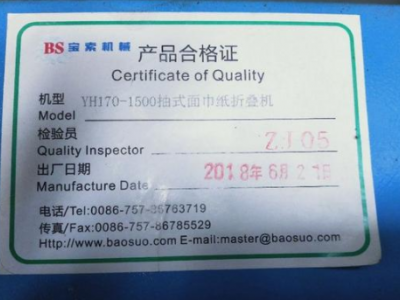 BS 宝索机械 产品合格证
Certificate of Quality
机型 YH170-1500抽式面巾纸折叠机
Model
检验员 ZJ05
Quality Inspector
出厂日期 2018年6月21日
Manufacture Date
电话/Tel:0086-757-86763719
传真/Fax:0086-757-86785529
Http://www.baosuo.com E-mail:master@baosuo.com